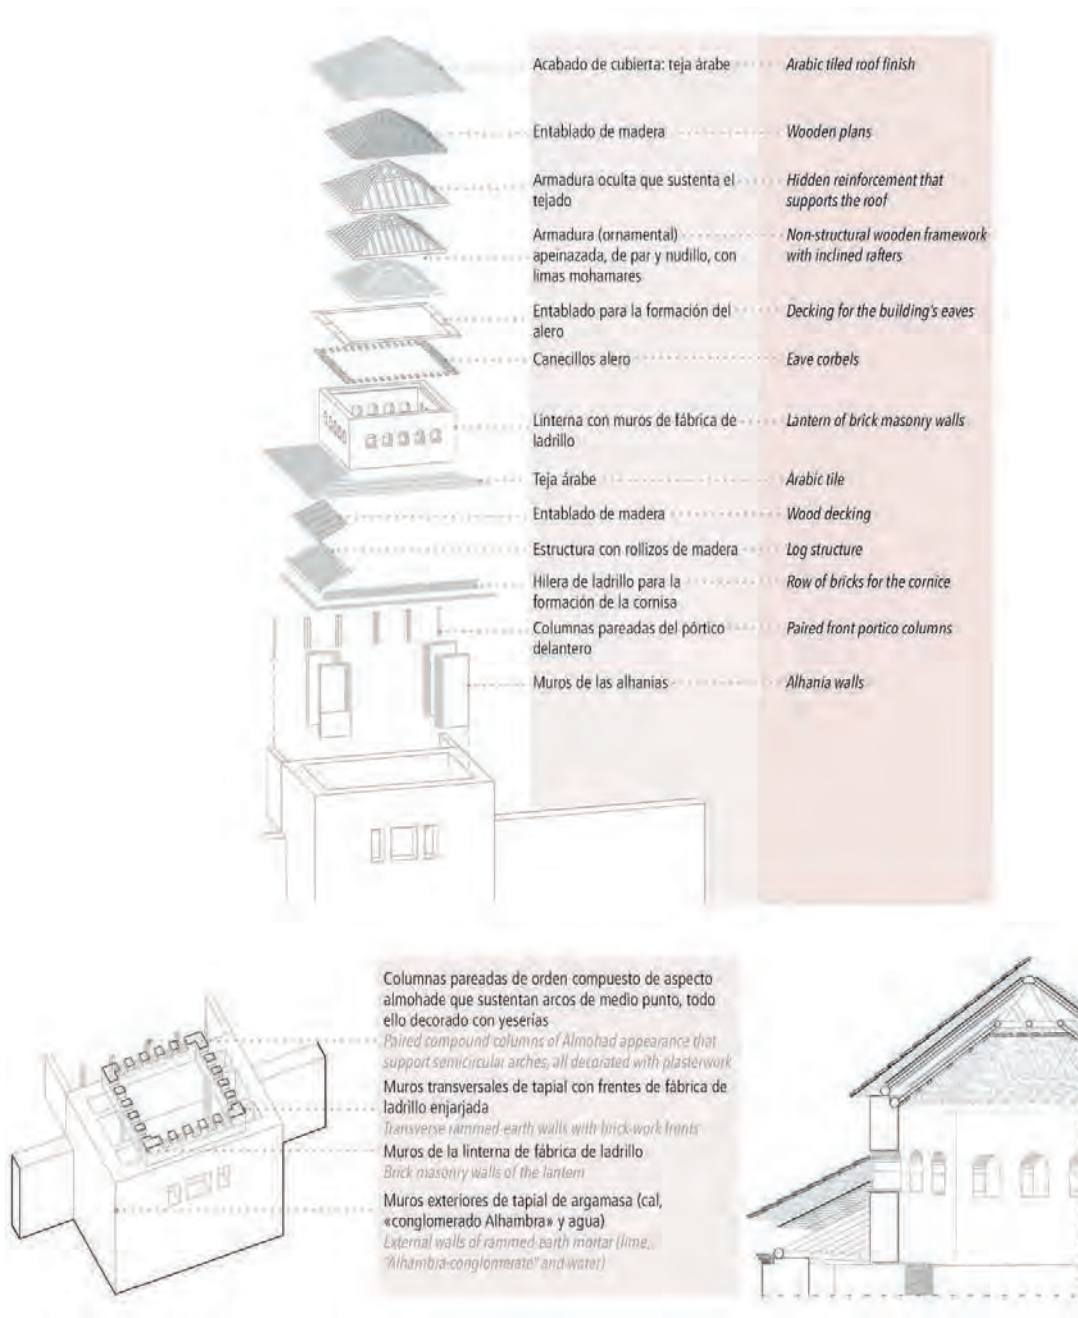 Acabado de cubierta: teja árabe
Arabic tiled roof finish
Entablado de madera
Wooden plans
Armadura oculta que sustenta el
tejado
Hidden reinforcement that
supports the roof
Armadura (ornamental)
apeinazada, de par y nudillo, con
limas mohamares
Non-structural wooden framework
with inclined rafters
Entablado para la formación del
alero
Decking for the building's eaves
Canecillos alero
Eave corbels
Linterna con muros de fábrica de
ladrillo
Lantern of brick masonry walls
Teja árabe
Arabic tile
Entablado de madera
Wood decking
Estructura con rollizos de madera
Log structure
Hilera de ladrillo para la
formación de la cornisa
Row of bricks for the cornice
Columnas pareadas del pórtico
delantero
Paired front portico columns
Muros de las alhanías
Alhanía walls
Columnas pareadas de orden compuesto de aspecto
almohade que sustentan arcos de medio punto, todo
ello decorado con yeserías
Paired compound columns of Almohad appearance that
support semicircular arches, all decorated with plasterwork
Muros transversales de tapial con frentes de fábrica de
ladrillo enjarjada
Transverse rammed-earth walls with brick-work fronts
Muros de la linterna de fábrica de ladrillo
Brick masonry walls of the lantern
Muros exteriores de tapial de argamasa (cal,
«conglomerado Alhambra» y agua)
External walls of rammed-earth mortar (lime,
"Alhambra-conglomerate" and water)